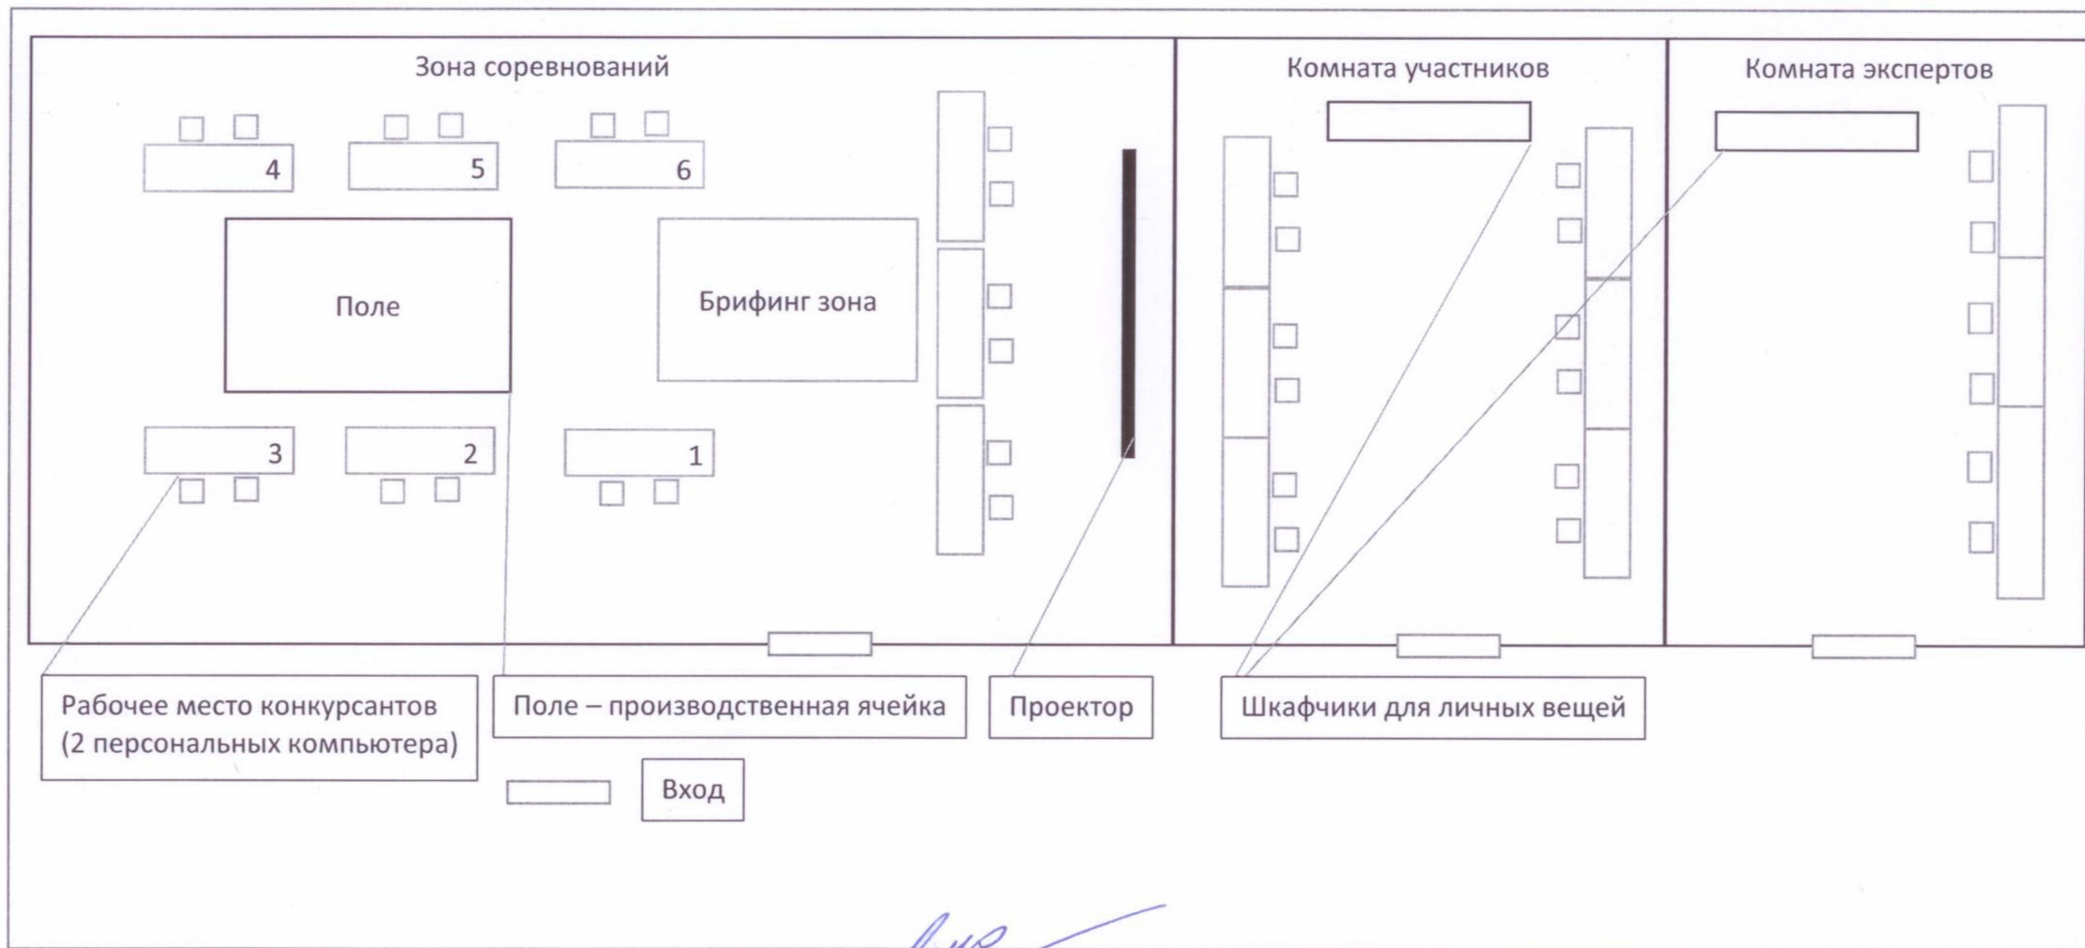 Зона соревнований
Комната участников
Комната экспертов
4
5
6
Поле
Брифинг зона
3
2
1
Рабочее место конкурсантов
(2 персональных компьютера)
Поле – производственная ячейка
Проектор
Шкафчики для личных вещей
Вход